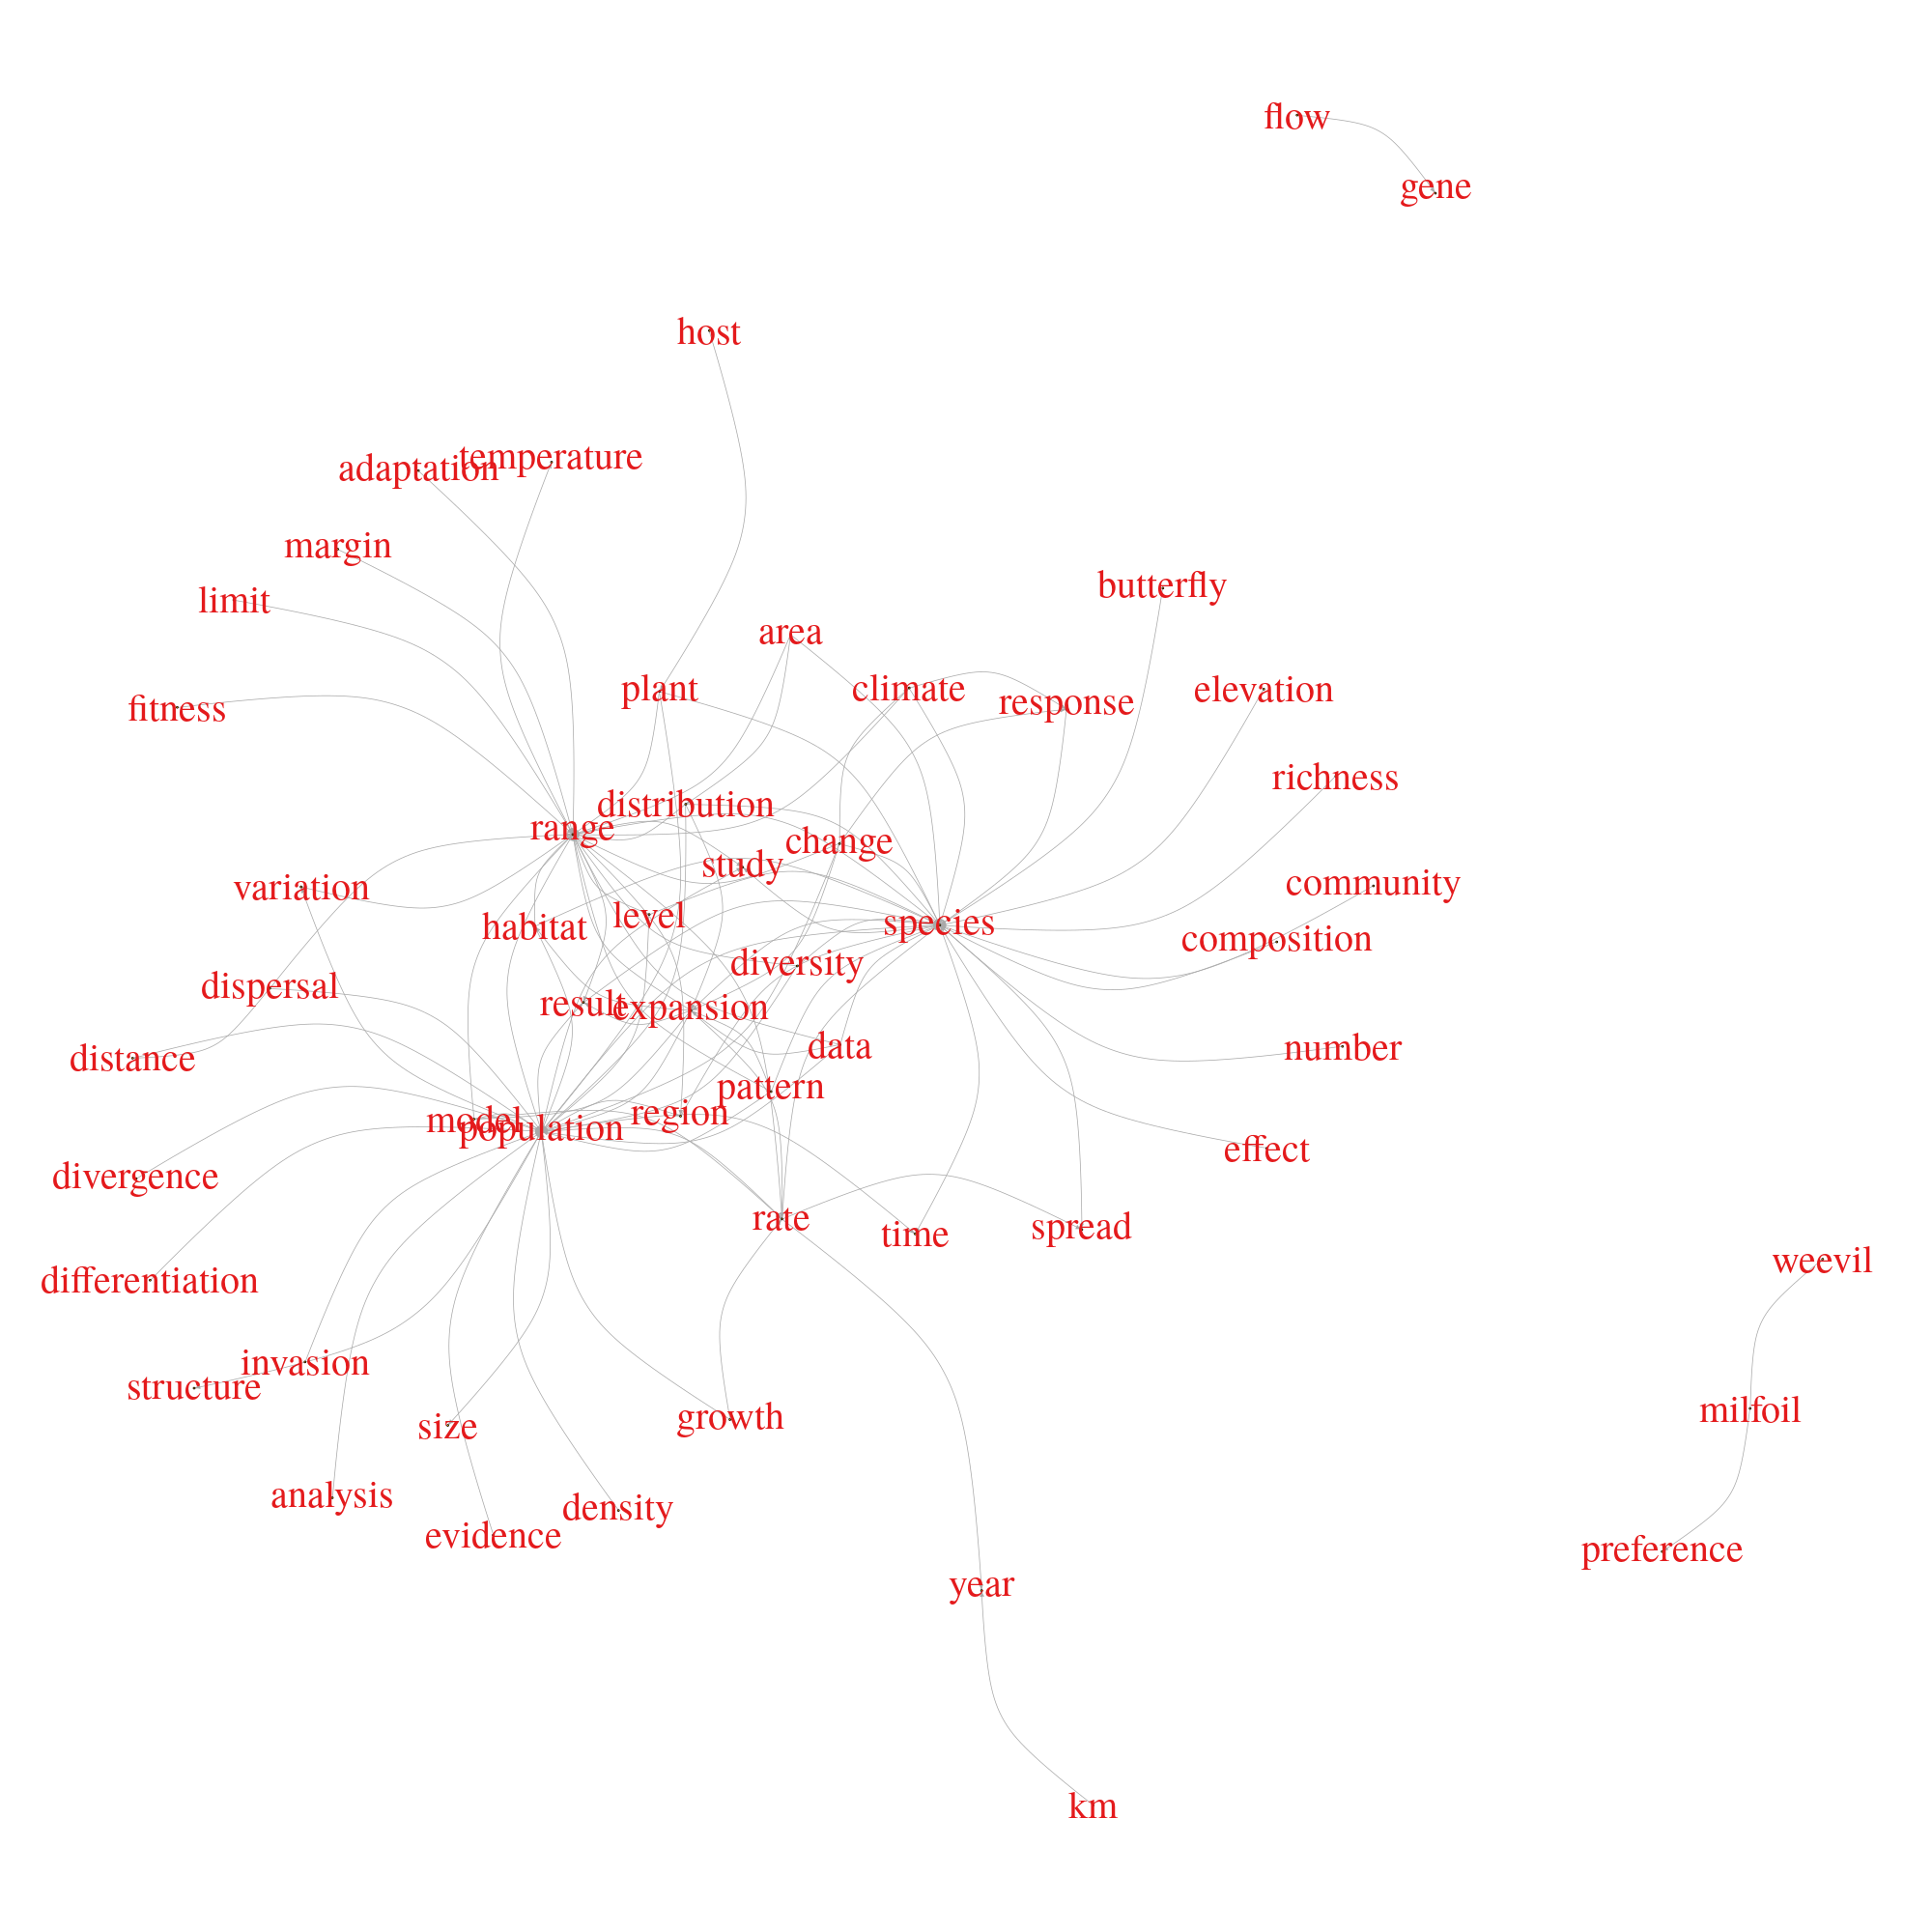 flow
gene
host
temperature
adaptation
margin
butterfly
limit
area
climate
plant
elevation
response
fitness
richness
distribution
range
change
study
community
variation
level
species
habitat
composition
diversity
dispersal
result
expansion
data
number
distance
pattern
region
model
population
effect
divergence
rate
spread
time
weevil
differentiation
invasion
structure
milfoil
growth
size
analysis
density
evidence
preference
year
km